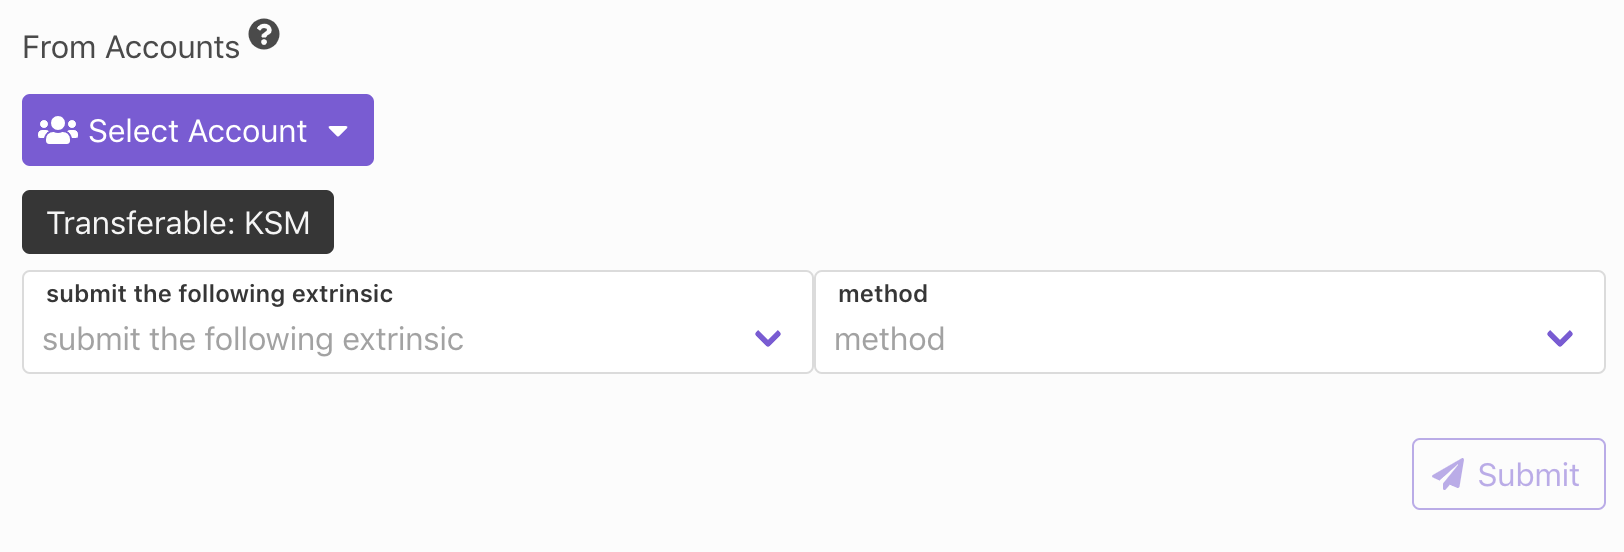 From Accounts ?
Select Account
Transferable: KSM
submit the following extrinsic
submit the following extrinsic
method
method
Submit